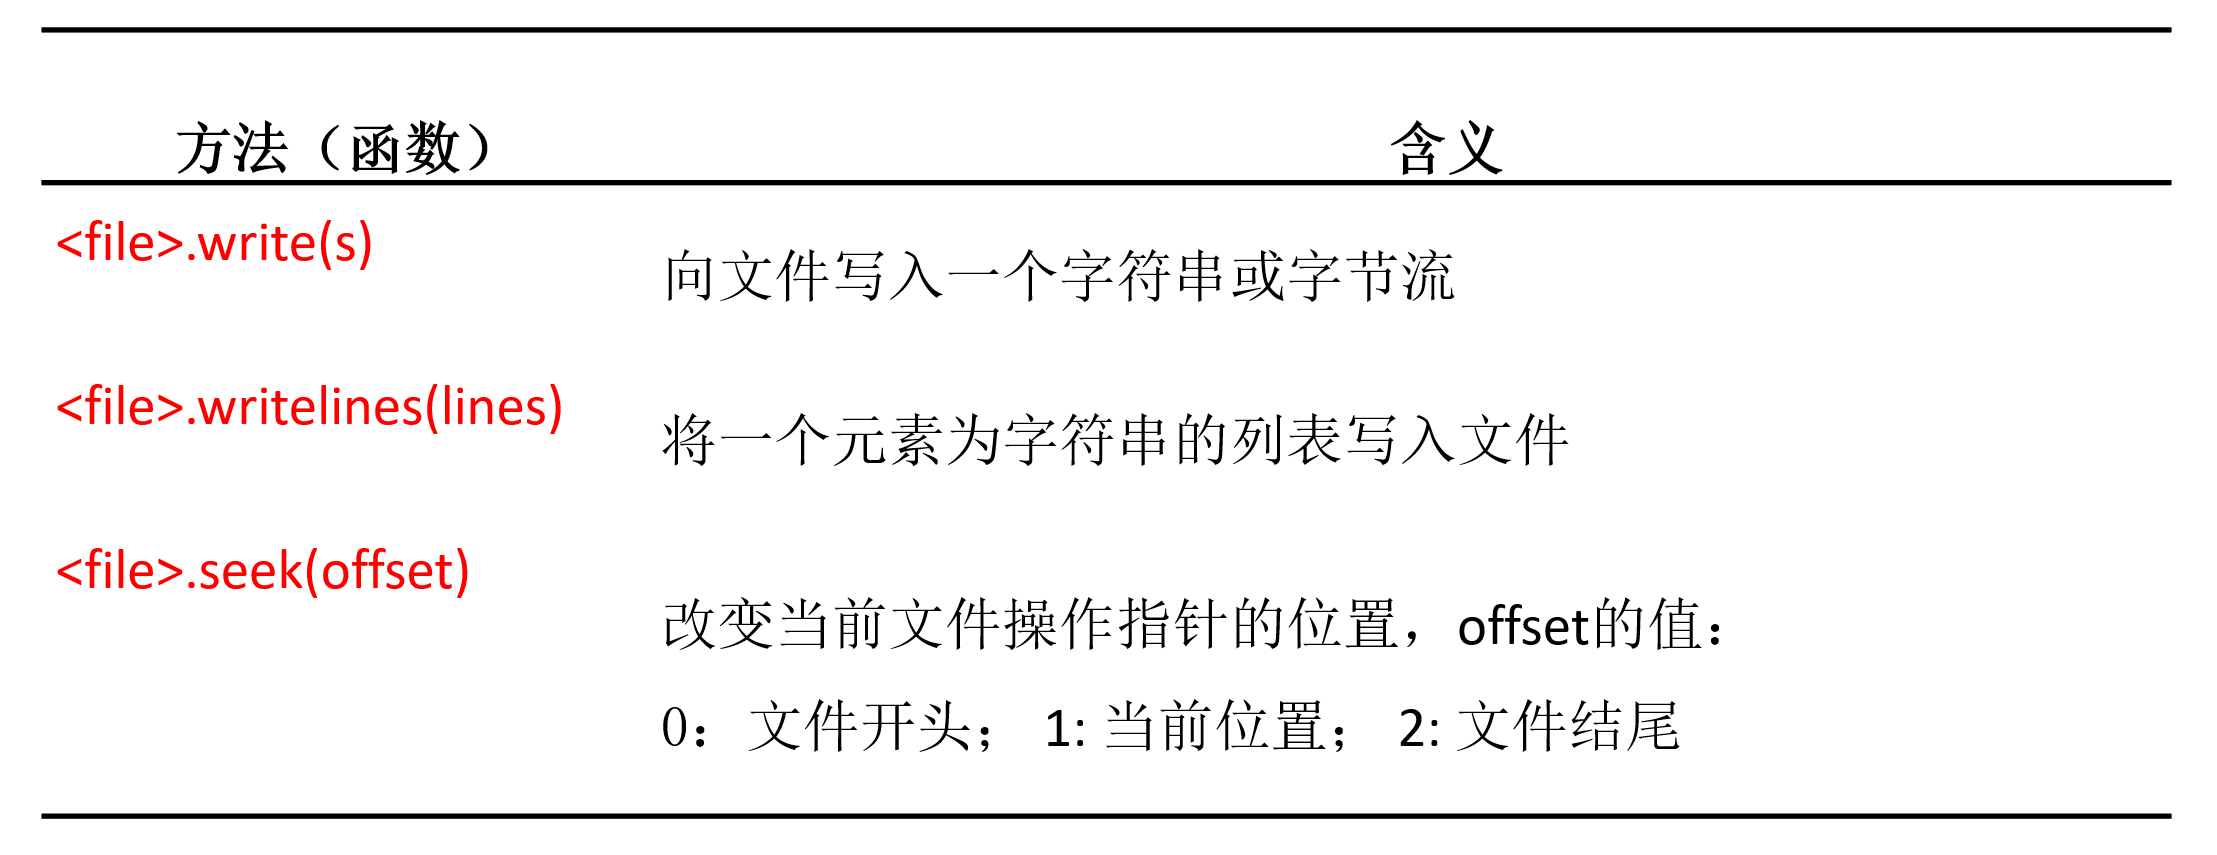 方法（函数） 含义
<file>.write(s) 向文件写入一个字符串或字节流
<file>.writelines(lines) 将一个元素为字符串的列表写入文件
<file>.seek(offset) 改变当前文件操作指针的位置，offset的值：
0：文件开头； 1: 当前位置； 2: 文件结尾